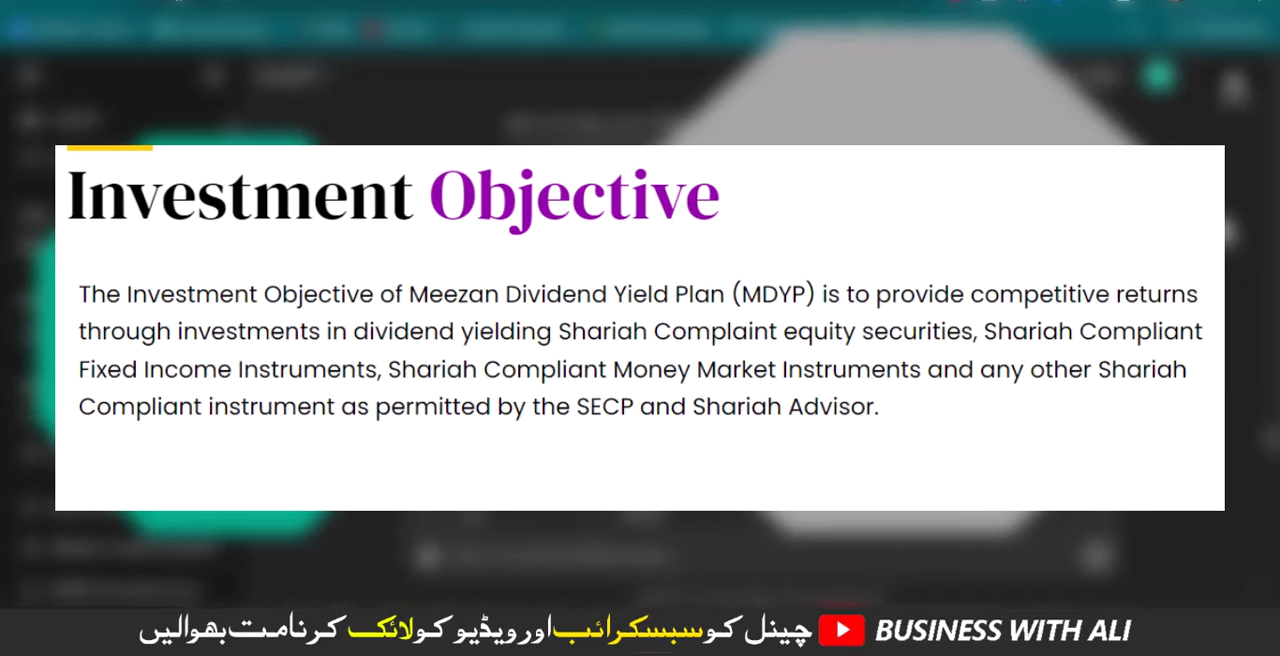 Investment Objective
The Investment Objective of Meezan Dividend Yield Plan (MDYP) is to provide competitive returns
through investments in dividend yielding Shariah Complaint equity securities, Shariah Compliant
Fixed Income Instruments, Shariah Compliant Money Market Instruments and any other Shariah
Compliant instrument as permitted by the SECP and Shariah Advisor.
چینل کو سبسکرائب اور ویڈیو کو لائک کرنا مت بھوالیں BUSINESS WITH ALI